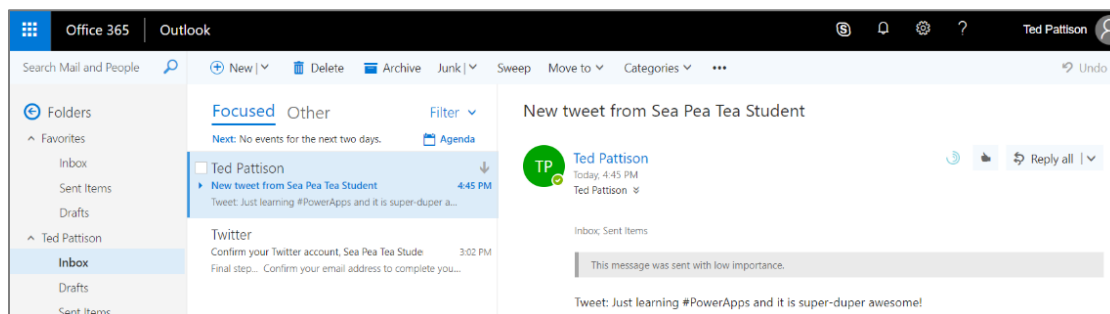 Office 365 Outlook Ted Pattison
Search Mail and People New Delete Archive Junk Sweep Move to Categories ••• Undo
Folders
Favorites
Inbox
Sent Items
Drafts
Ted Pattison
Inbox
Drafts
Sent Items
Focused Other Filter
Next: No events for the next two days. Agenda
Ted Pattison
New tweet from Sea Pea Tea Student 4:45 PM
Tweet: Just learning #PowerApps and it is super-duper a...
Twitter
Confirm your Twitter account, Sea Pea Tea Stude 3:02 PM
Final step... Confirm your email address to complete you...
New tweet from Sea Pea Tea Student
TP
Ted Pattison
Reply all
Today, 4:45 PM
Ted Pattison
Inbox; Sent Items
This message was sent with low importance.
Tweet: Just learning #PowerApps and it is super-duper awesome!